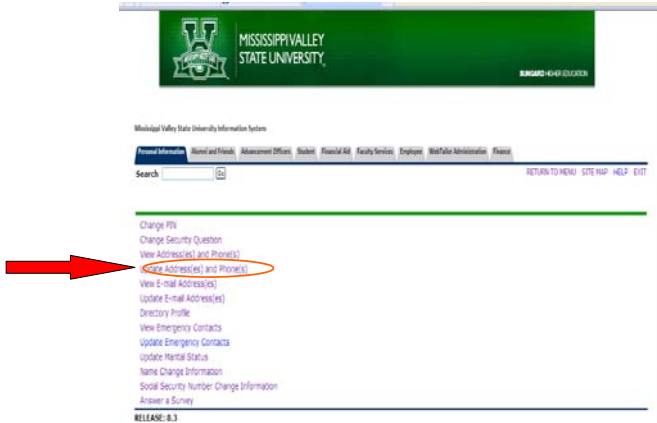 MISSISSIPPI VALLEY
STATE UNIVERSITY
SUNGARD HIGHER EDUCATION
Mississippi Valley State University Information System
Personal Information Alumni and Friends Advancement Officers Student Financial Aid Faculty Services Employee WebTailor Administration Finance
Search Go RETURN TO MENU SITE MAP HELP EXIT
Change PIN
Change Security Question
View Address(es) and Phone(s)
Update Address(es) and Phone(s)
View E-mail Address(es)
Update E-mail Address(es)
Directory Profile
View Emergency Contacts
Update Emergency Contacts
Update Marital Status
Name Change Information
Social Security Number Change Information
Answer a Survey
RELEASE: 8.3